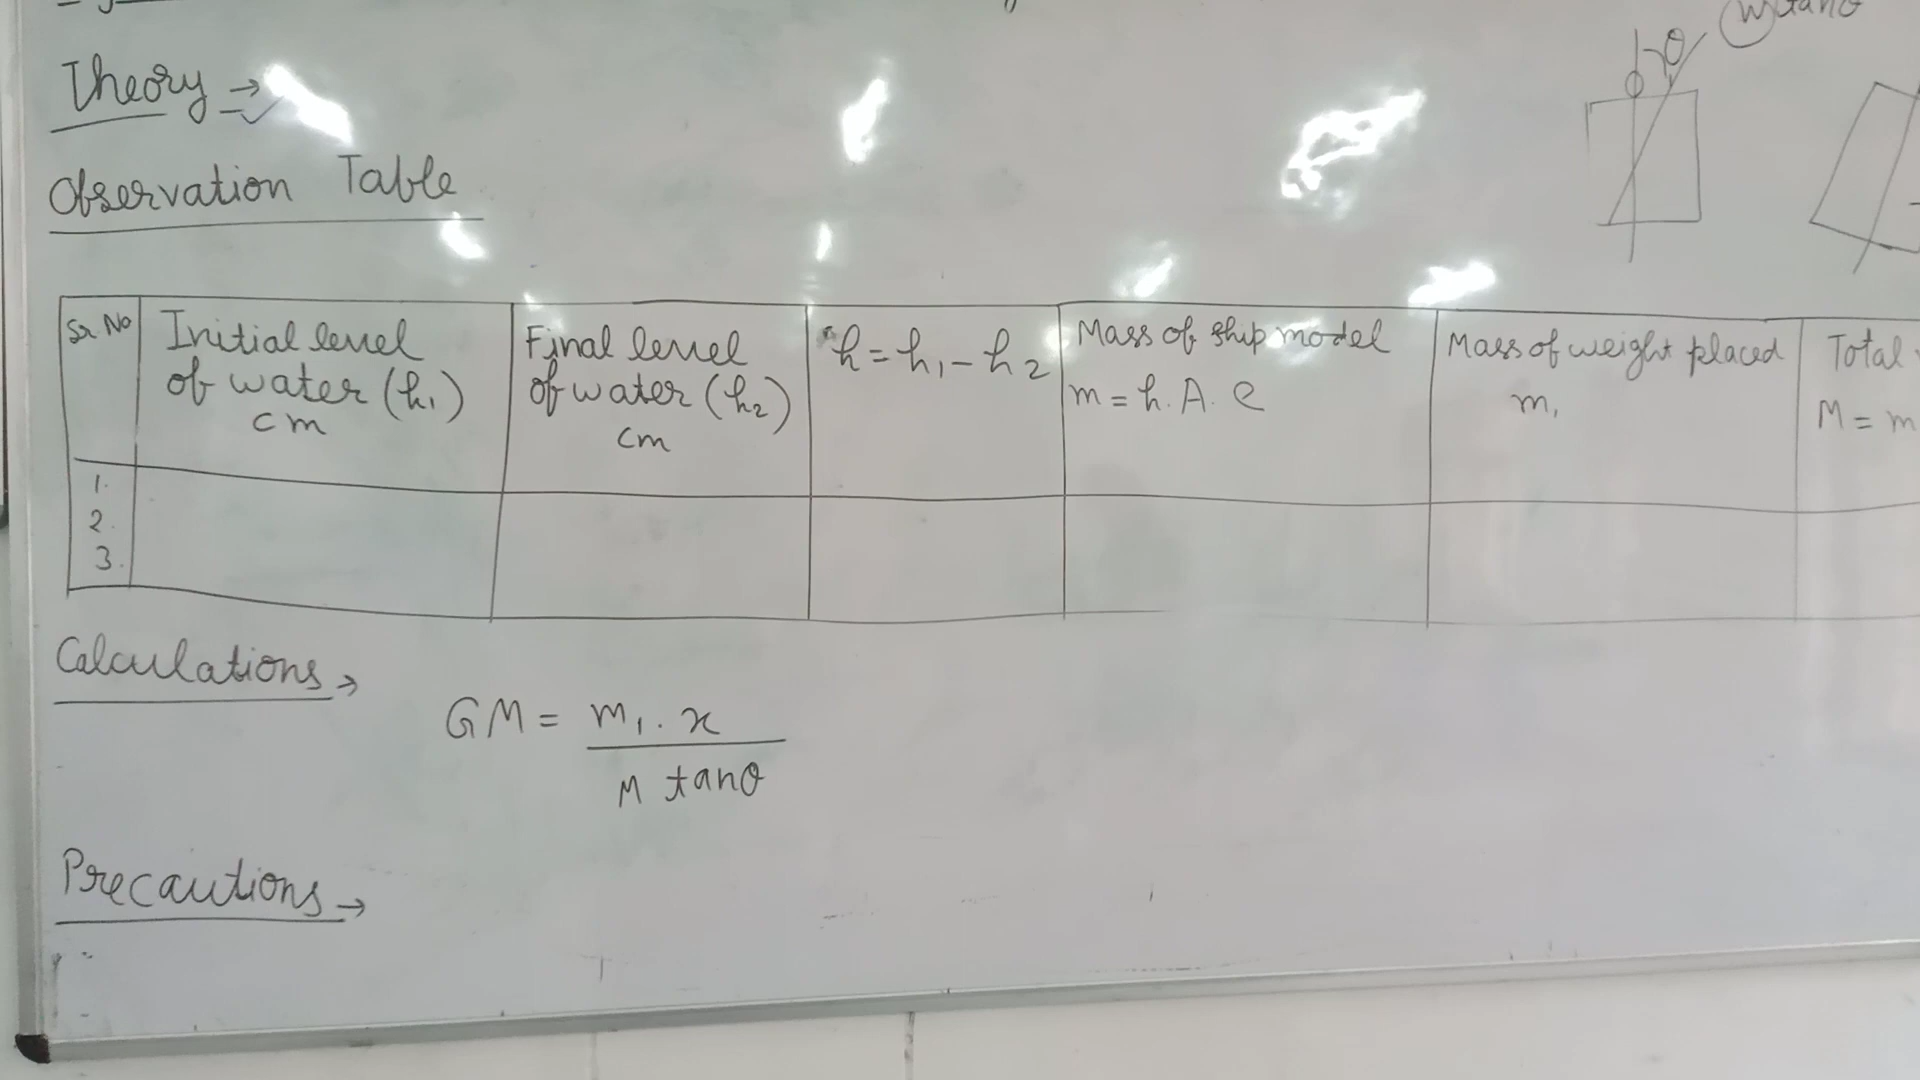 W tanθ
θ
Theory →
Observation Table
Sr No
Initial level
of water (h₁)
cm
Final level
of water (h₂)
cm
h = h₁ - h₂
Mass of ship model
m = h. A. ρ
Mass of weight placed
m₁
Total
M = m
1.
2.
3.
Calculations →
GM = m₁. x
M tanθ
Precautions →